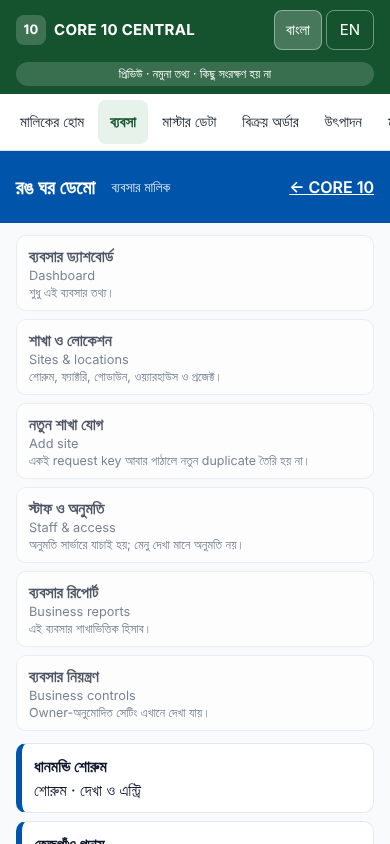 10 CORE 10 CENTRAL বাংলা EN
প্রিভিউ · নমুনা তথ্য · কিছু সংরক্ষণ হয় না
মালিকের হোম ব্যবসা মাস্টার ডেটা বিক্রয় অর্ডার উৎপাদন
রঙ ঘর ডেমো ব্যবসার মালিক ← CORE 10
ব্যবসার ড্যাশবোর্ড
Dashboard
শুধু এই ব্যবসার তথ্য।
শাখা ও লোকেশন
Sites & locations
শোরুম, ফ্যাক্টরি, গোডাউন, ওয়্যারহাউস ও প্রজেক্ট।
নতুন শাখা যোগ
Add site
একই request key আবার পাঠালে নতুন duplicate তৈরি হয় না।
স্টাফ ও অনুমতি
Staff & access
অনুমতি সার্ভারে যাচাই হয়; মেনু দেখা মানে অনুমতি নয়।
ব্যবসার রিপোর্ট
Business reports
এই ব্যবসার শাখাভিত্তিক হিসাব।
ব্যবসার নিয়ন্ত্রণ
Business controls
Owner-অনুমোদিত সেটিং এখানে দেখা যায়।
ধানমন্ডি শোরুম
শোরুম · দেখা ও এন্ট্রি